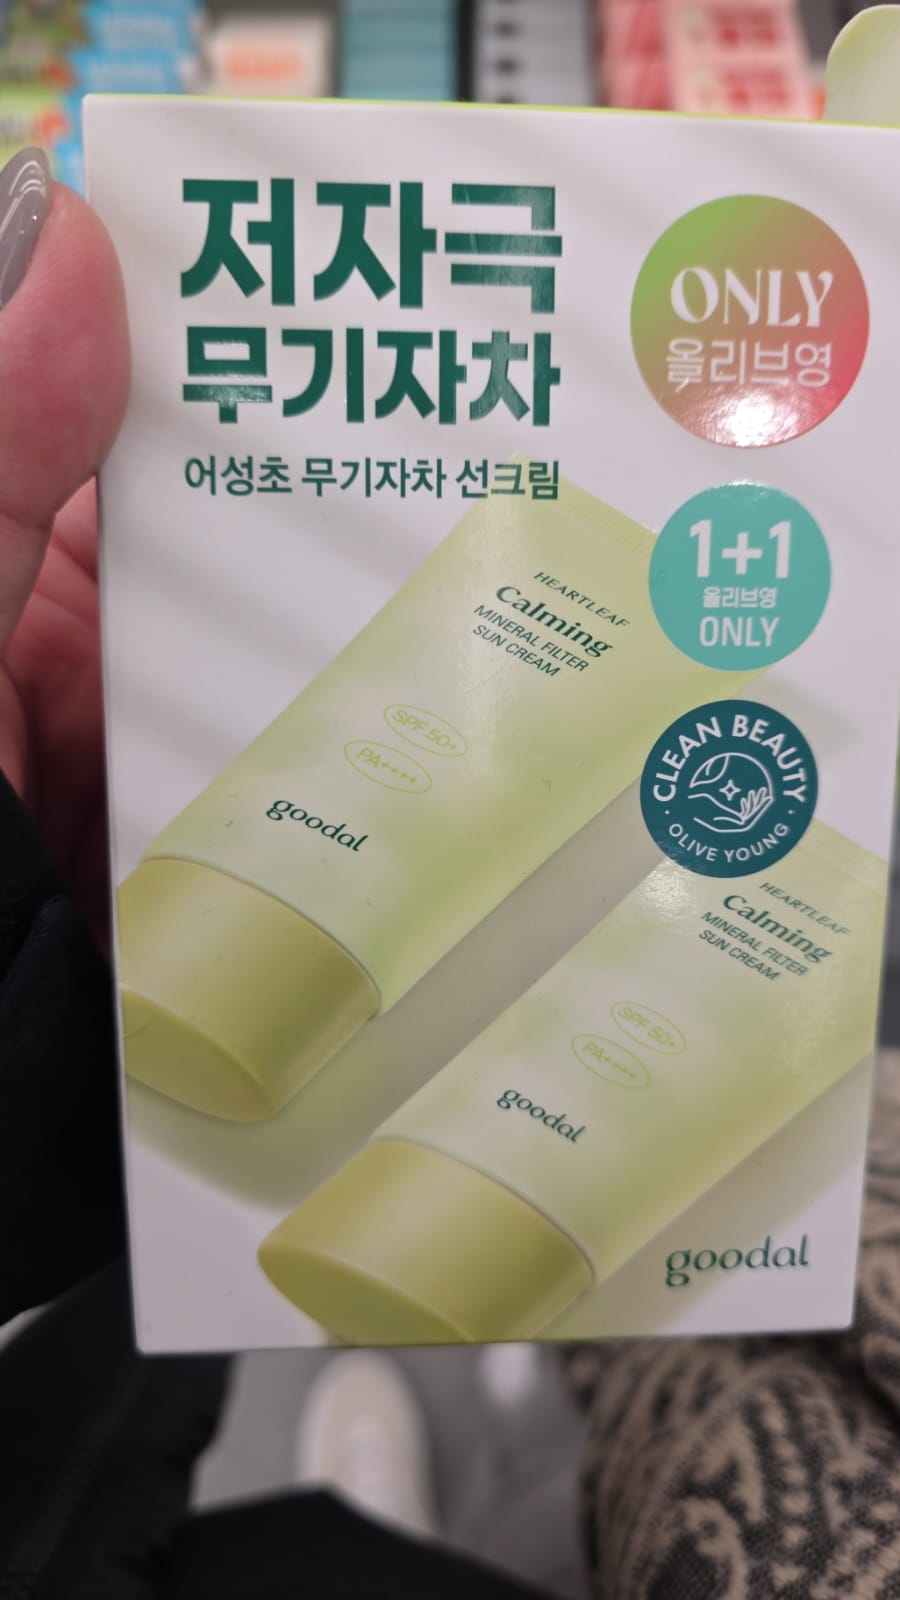 저자극
무기자차
어성초 무기자차 선크림
ONLY
올리브영
1+1
올리브영
ONLY
CLEAN BEAUTY
OLIVE YOUNG
HEARTLEAF
Calming
MINERAL FILTER
SUN CREAM
SPF 50+
PA++++
goodal
HEARTLEAF
Calming
MINERAL FILTER
SUN CREAM
SPF 50+
PA++++
goodal
goodal